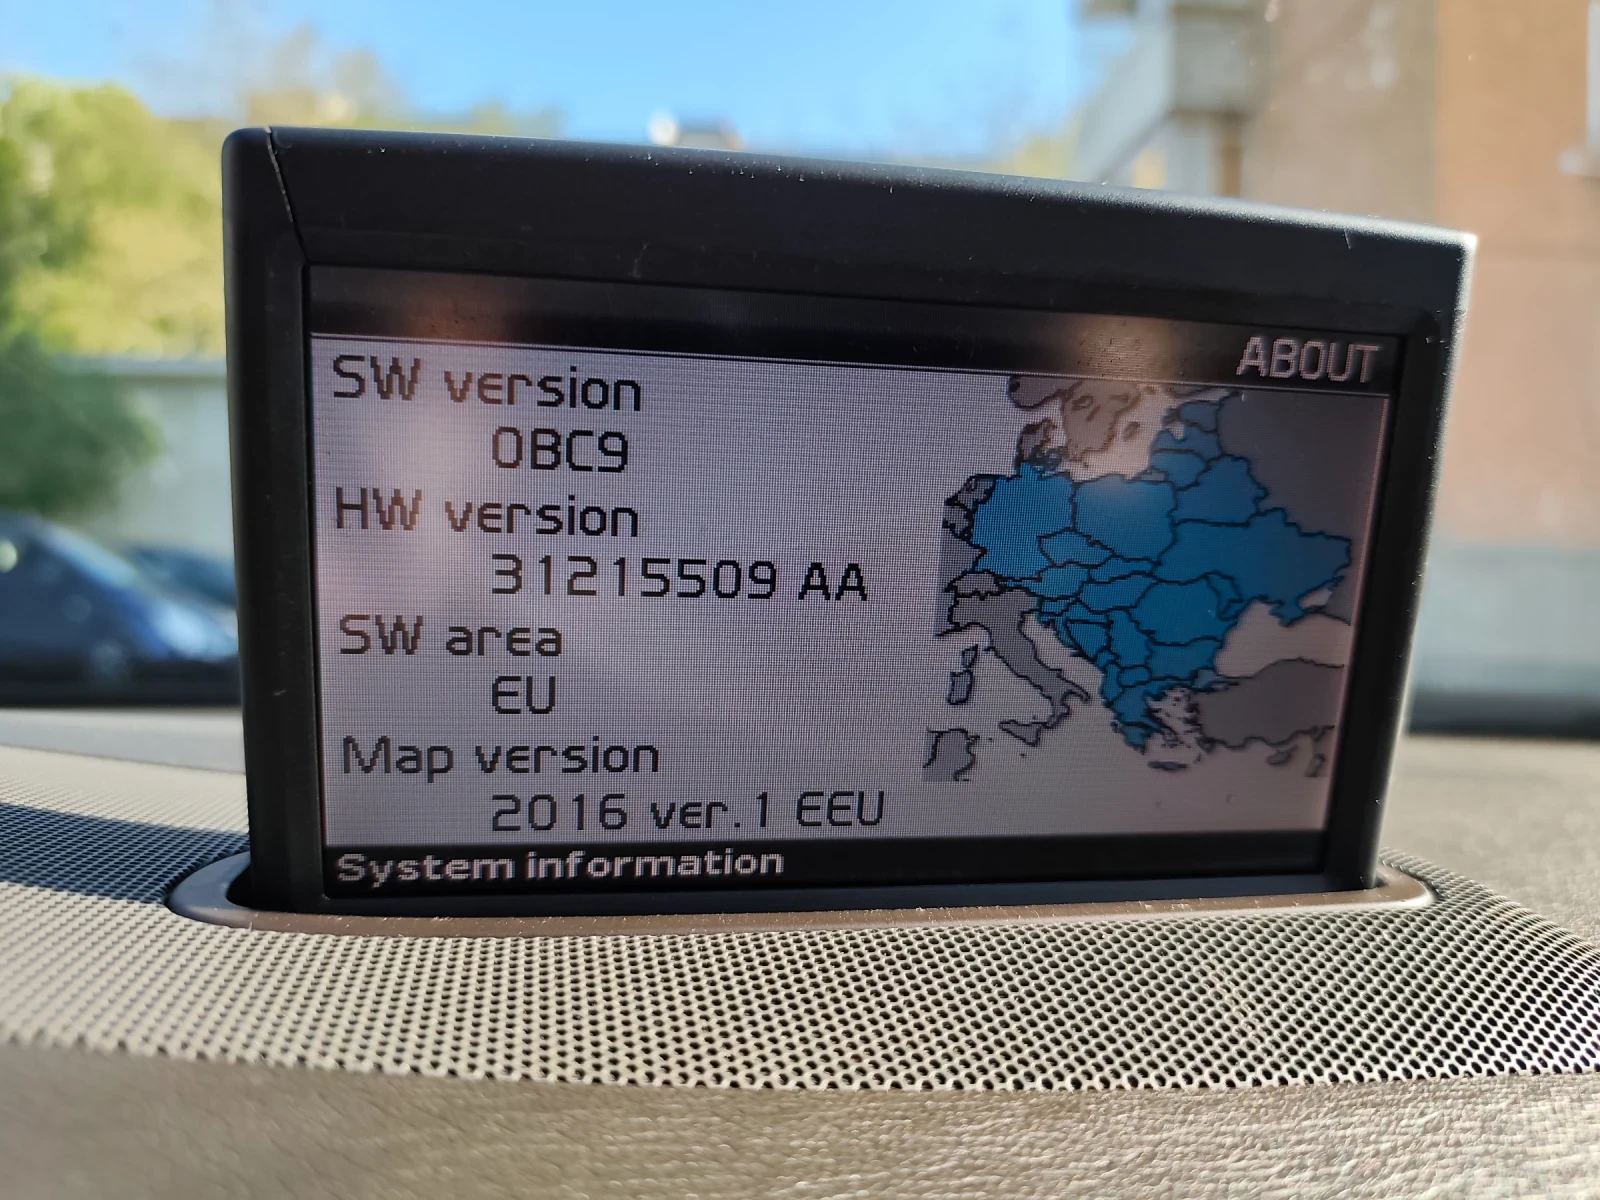 ABOUT
SW version
0BC9
HW version
31215509 AA
SW area
EU
Map version
2016 ver.1 EEU
System information